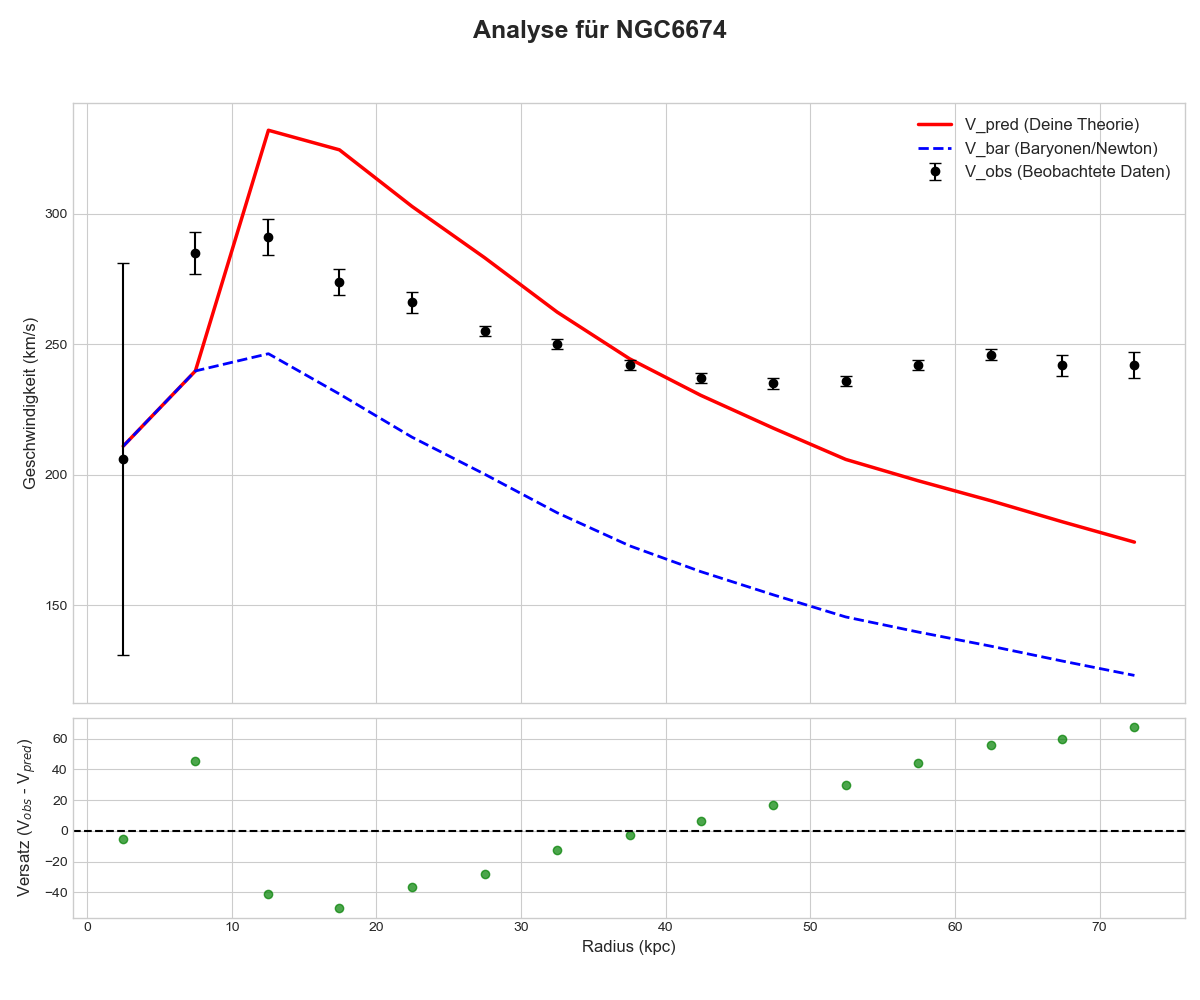 Analyse für NGC6674
V_pred (Deine Theorie)
V_bar (Baryonen/Newton)
V_obs (Beobachtete Daten)
Geschwindigkeit (km/s)
300
250
200
150
Versatz (V_obs - V_pred)
60
40
20
0
−20
−40
0 10 20 30 40 50 60 70
Radius (kpc)